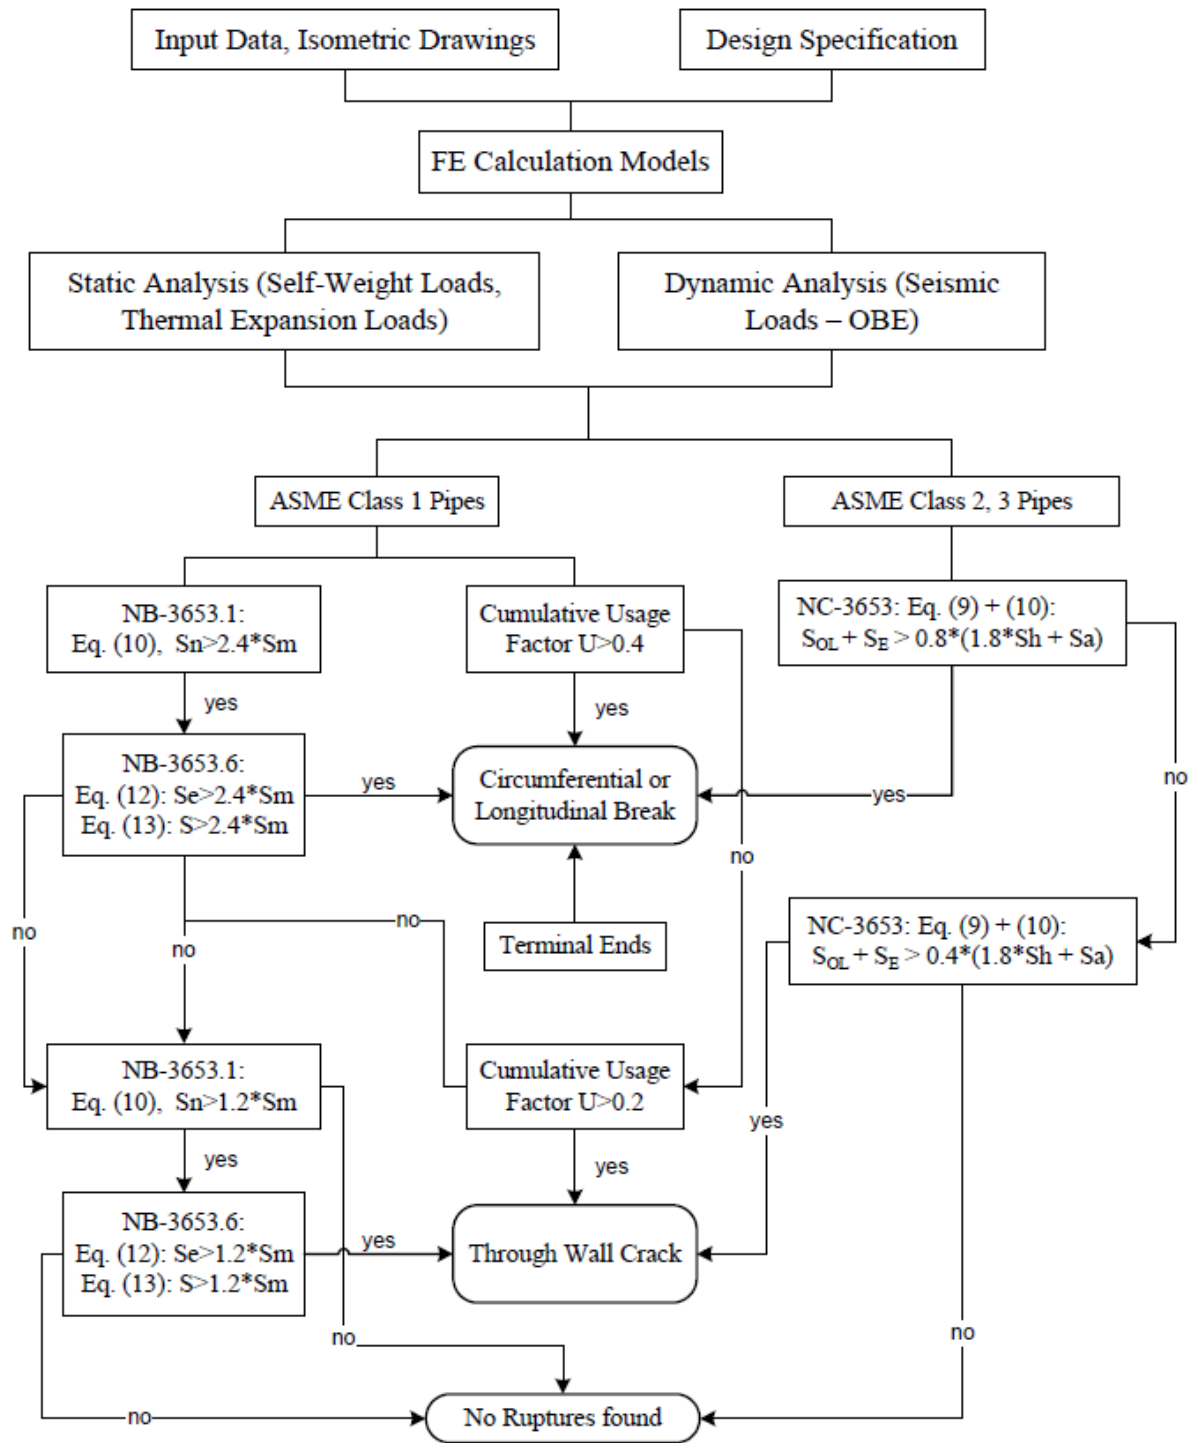 Input Data, Isometric Drawings
Design Specification
FE Calculation Models
Static Analysis (Self-Weight Loads,
Thermal Expansion Loads)
Dynamic Analysis (Seismic
Loads – OBE)
ASME Class 1 Pipes
ASME Class 2, 3 Pipes
NB-3653.1:
Eq. (10), Sn>2.4*Sm
Cumulative Usage
Factor U>0.4
NC-3653: Eq. (9) + (10):
SOL + SE > 0.8*(1.8*Sh + Sa)
yes
yes
NB-3653.6:
Eq. (12): Se>2.4*Sm
Eq. (13): S>2.4*Sm
yes
Circumferential or
Longitudinal Break
yes
no
no
no
no
no
Terminal Ends
NC-3653: Eq. (9) + (10):
SOL + SE > 0.4*(1.8*Sh + Sa)
no
NB-3653.1:
Eq. (10), Sn>1.2*Sm
Cumulative Usage
Factor U>0.2
yes
yes
yes
NB-3653.6:
Eq. (12): Se>1.2*Sm
Eq. (13): S>1.2*Sm
yes
Through Wall Crack
no
no
no
No Ruptures found